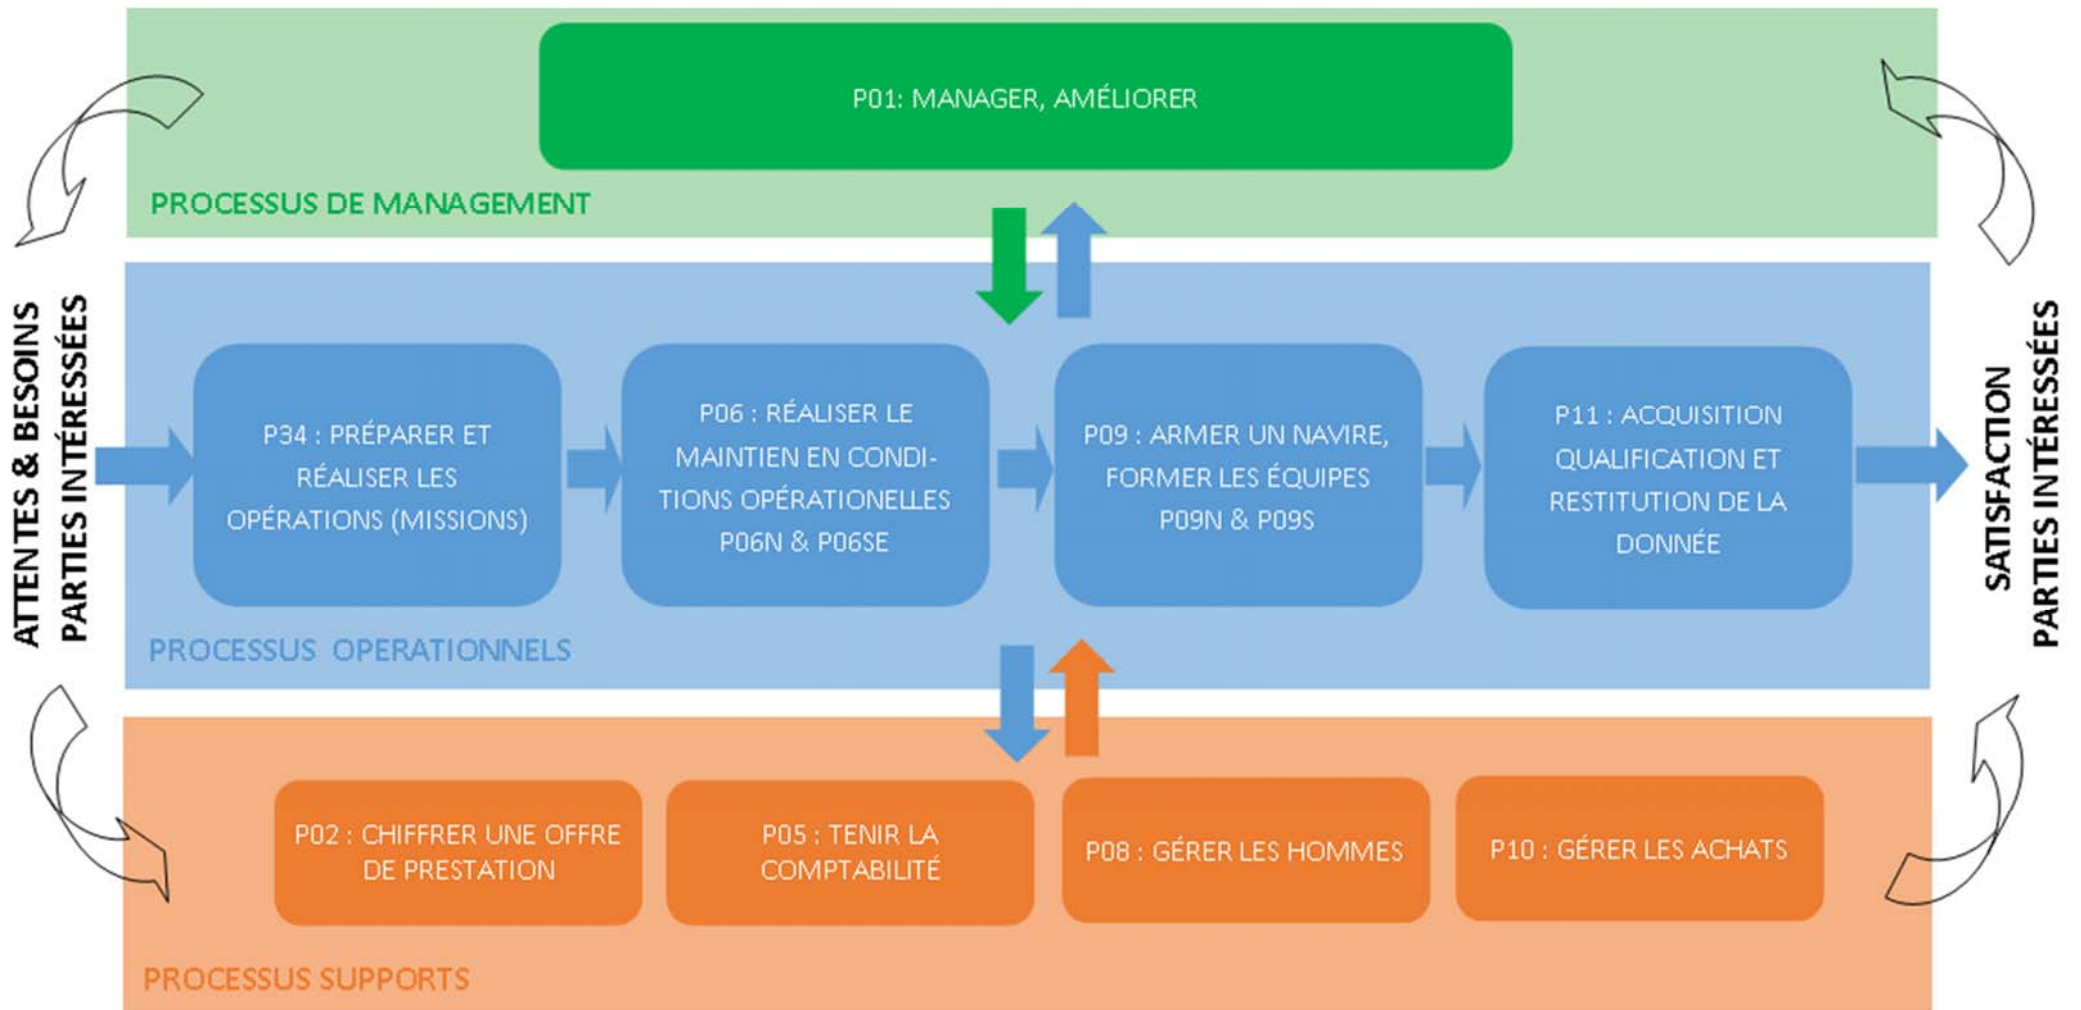 P01: MANAGER, AMÉLIORER
PROCESSUS DE MANAGEMENT
ATTENTES & BESOINS
PARTIES INTÉRESSÉES
P34 : PRÉPARER ET
RÉALISER LES
OPÉRATIONS (MISSIONS)
P06 : RÉALISER LE
MAINTIEN EN CONDI-
TIONS OPÉRATIONELLES
P06N & P06SE
P09 : ARMER UN NAVIRE,
FORMER LES ÉQUIPES
P09N & P09S
P11 : ACQUISITION
QUALIFICATION ET
RESTITUTION DE LA
DONNÉE
SATISFACTION
PARTIES INTÉRESSÉES
PROCESSUS OPERATIONNELS
P02 : CHIFFRER UNE OFFRE
DE PRESTATION
P05 : TENIR LA
COMPTABILITÉ
P08 : GÉRER LES HOMMES
P10 : GÉRER LES ACHATS
PROCESSUS SUPPORTS